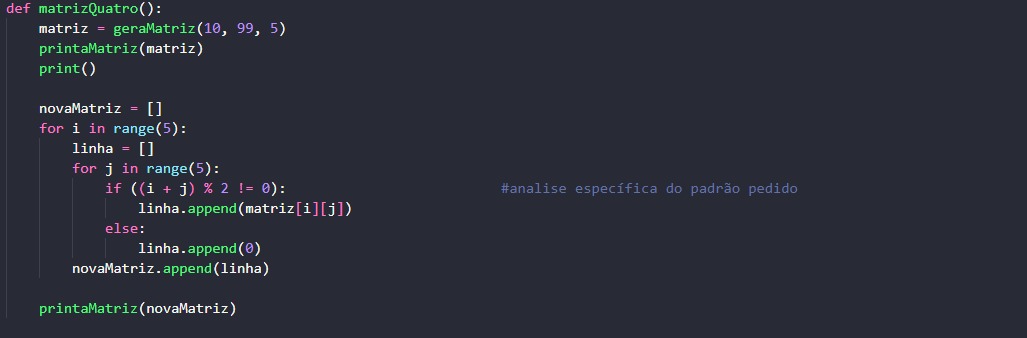 def matrizQuatro():
    matriz = geraMatriz(10, 99, 5)
    printaMatriz(matriz)
    print()
    novaMatriz = []
    for i in range(5):
        linha = []
        for j in range(5):
            if ((i + j) % 2 != 0): #analise específica do padrão pedido
                linha.append(matriz[i][j])
            else:
                linha.append(0)
        novaMatriz.append(linha)
    printaMatriz(novaMatriz)